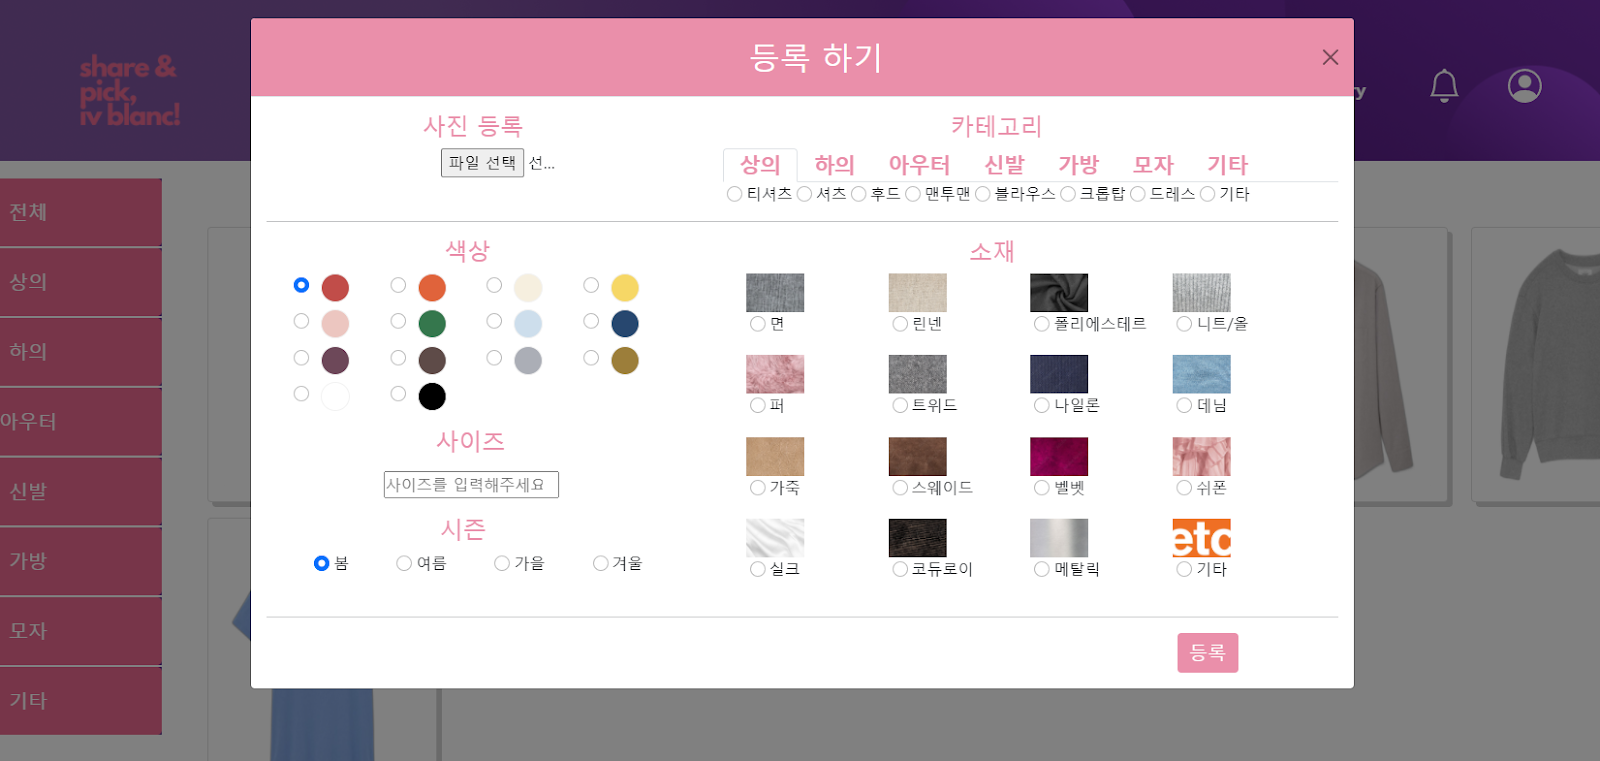 share &
pick,
iv blanc!
등록 하기
전체
상의
하의
아우터
신발
가방
모자
기타
사진 등록
파일 선택 선...
카테고리
상의 하의 아우터 신발 가방 모자 기타
티셔츠 셔츠 후드 맨투맨 블라우스 크롭탑 드레스 기타
색상
사이즈
사이즈를 입력해주세요
시즌
봄 여름 가을 겨울
소재
면 린넨 폴리에스테르 니트/울
퍼 트위드 나일론 데님
가죽 스웨이드 벨벳 쉬폰
etc
실크 코듀로이 메탈릭 기타
등록